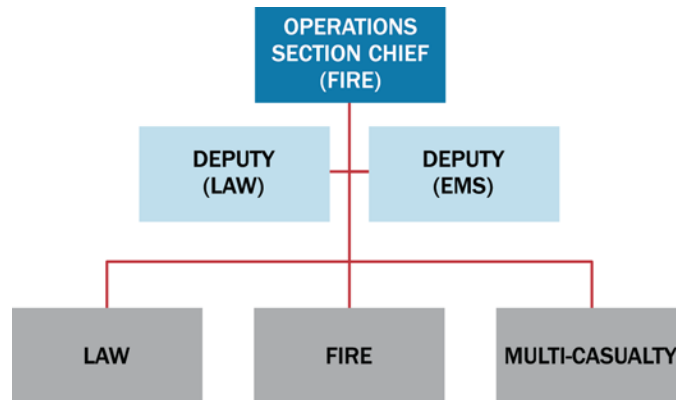 OPERATIONS
SECTION CHIEF
(FIRE)
DEPUTY
(LAW)
DEPUTY
(EMS)
LAW
FIRE
MULTI-CASUALTY